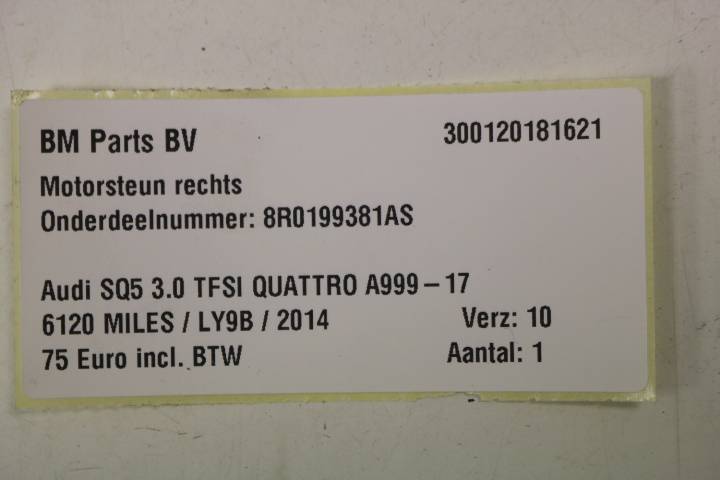 BM Parts BV 300120181621
Motorsteun rechts
Onderdeelnummer: 8R0199381AS
Audi SQ5 3.0 TFSI QUATTRO A999-17
6120 MILES / LY9B / 2014 Verz: 10
75 Euro incl. BTW Aantal: 1